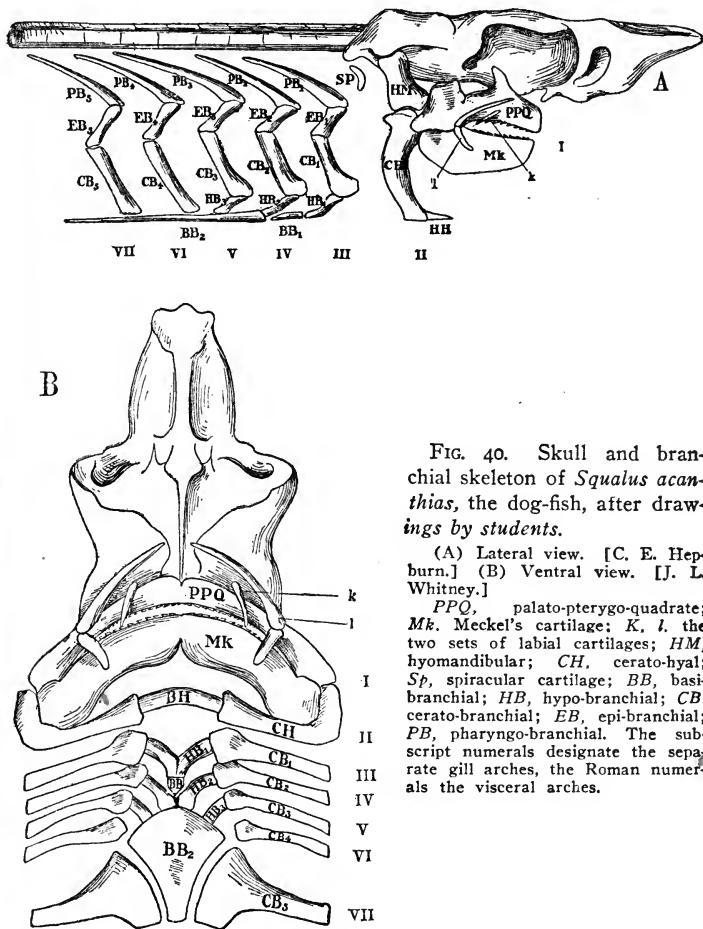 A
SP
PB₅ PB₄ PB₃ PB₂ PB₁
HM
PPQ
EB₅ EB₄ EB₃ EB₂ EB₁
I
CB₅ CB₄ CB₃ CB₂ CB₁
CH
l
Mk
k
HB₃ HB₂ HB₁
BB₂ BB₁
HH
VII VI V IV III II
B
PPQ
k
l
Mk
I
BH
CH
II
HB₁
CB₁
BB
III
HB₂
CB₂
IV
HB₃
CB₃
V
CB₄
VI
BB₂
CB₅
VII
FIG. 40. Skull and bran-
chial skeleton of Squalus acan-
thias, the dog-fish, after draw-
ings by students.
(A) Lateral view. [C. E. Hep-
burn.] (B) Ventral view. [J. L.
Whitney.]
PPQ, palato-pterygo-quadrate;
Mk. Meckel's cartilage; K, l. the
two sets of labial cartilages; HM,
hyomandibular; CH, cerato-hyal;
Sp, spiracular cartilage; BB, basi-
branchial; HB, hypo-branchial; CB,
cerato-branchial; EB, epi-branchial;
PB, pharyngo-branchial. The sub-
script numerals designate the sepa-
rate gill arches, the Roman numer-
als the visceral arches.